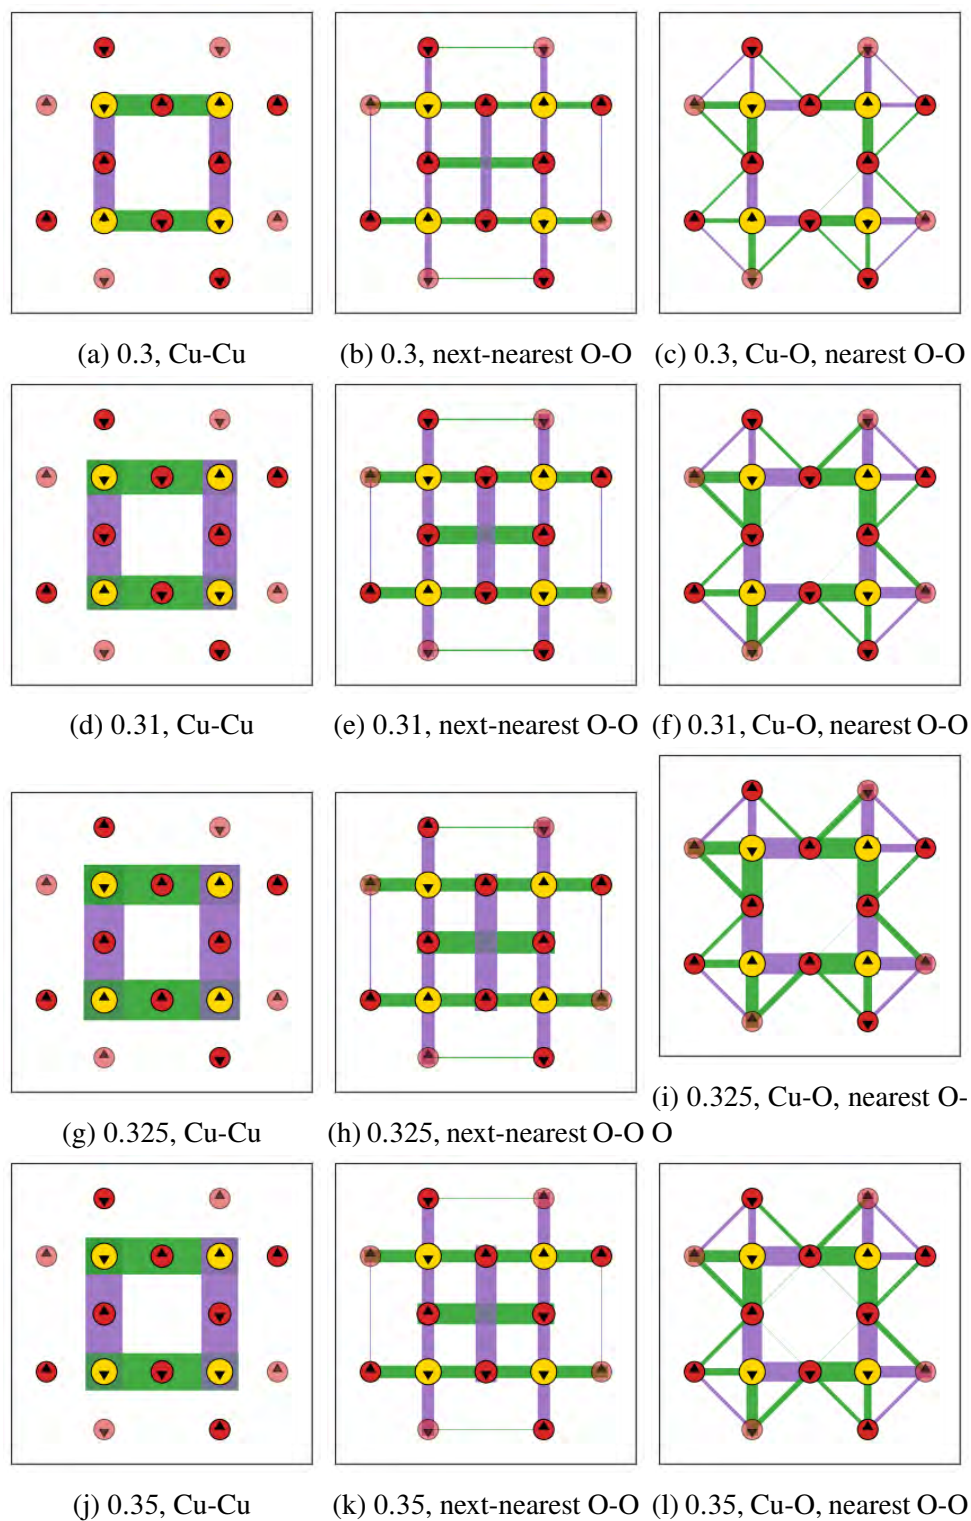 (a) 0.3, Cu-Cu
(b) 0.3, next-nearest O-O
(c) 0.3, Cu-O, nearest O-O
(d) 0.31, Cu-Cu
(e) 0.31, next-nearest O-O
(f) 0.31, Cu-O, nearest O-O
(g) 0.325, Cu-Cu
(h) 0.325, next-nearest O-O
(i) 0.325, Cu-O, nearest O-
O
(j) 0.35, Cu-Cu
(k) 0.35, next-nearest O-O
(l) 0.35, Cu-O, nearest O-O